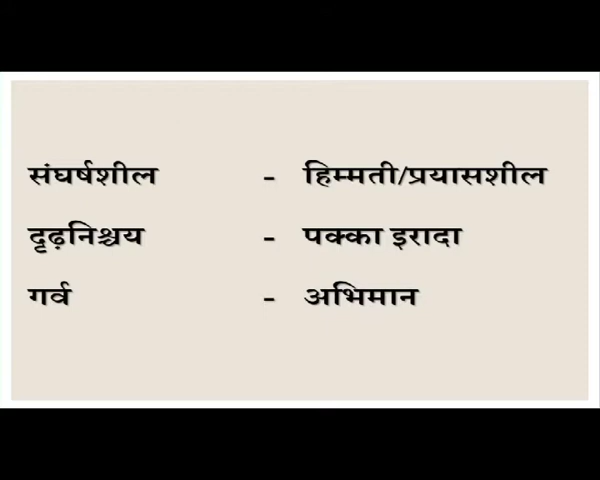 संघर्षशील - हिम्मती/प्रयासशील
दृढ़निश्चय - पक्का इरादा
गर्व - अभिमान